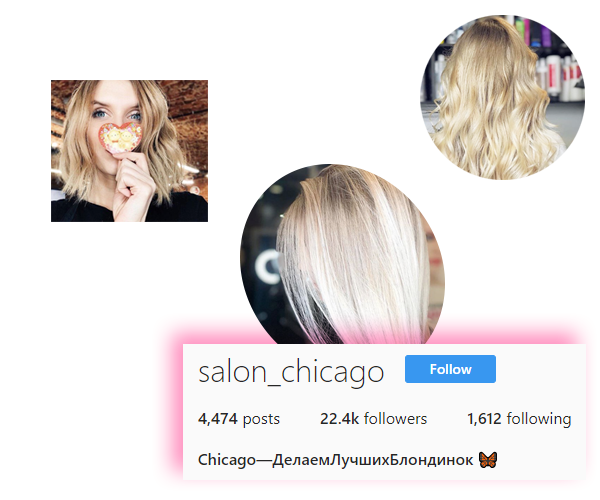 salon_chicago Follow
4,474 posts 22.4k followers 1,612 following
Chicago—ДелаемЛучшихБлондинок 🦋